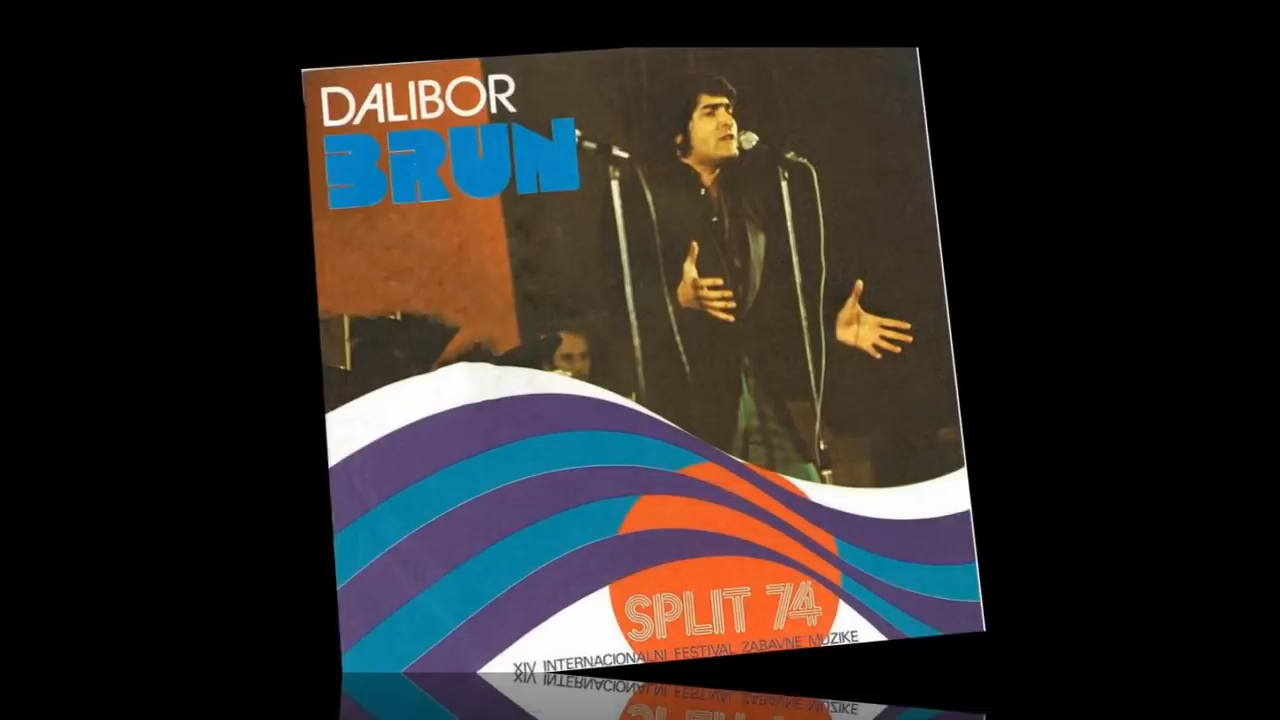 DALIBOR
BRUN
SPLIT 74
XIV INTERNACIONALNI FESTIVAL ZABAVNE MUZIKE